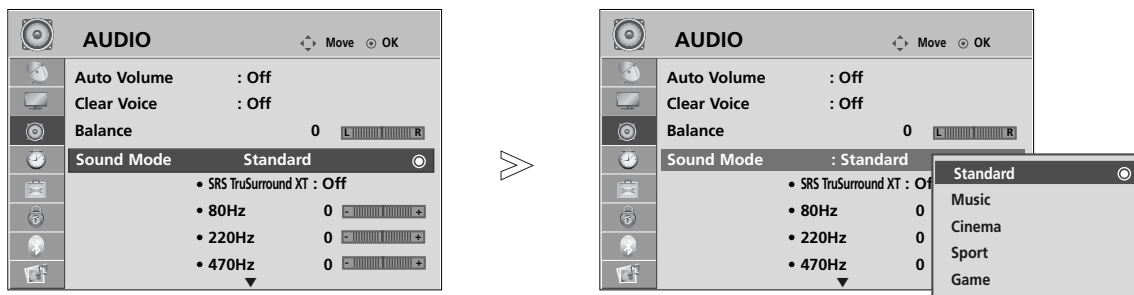 AUDIO Move OK
Auto Volume : Off
Clear Voice : Off
Balance 0 L R
Sound Mode Standard
• SRS TruSurround XT : Off
• 80Hz 0 - +
• 220Hz 0 - +
• 470Hz 0 - +
AUDIO Move OK
Auto Volume : Off
Clear Voice : Off
Balance 0 L R
Sound Mode : Standard
• SRS TruSurround XT : Of
• 80Hz 0
• 220Hz 0
• 470Hz 0
Standard
Music
Cinema
Sport
Game